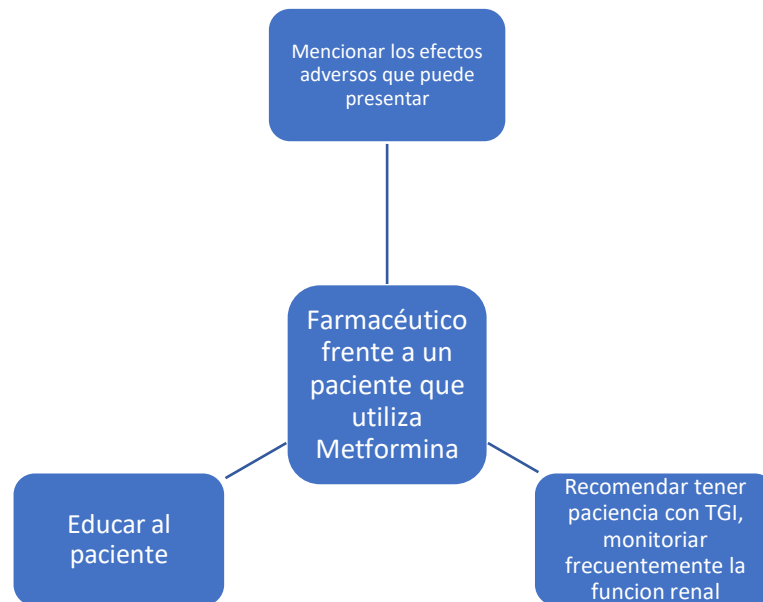 Mencionar los efectos
adversos que puede
presentar
Farmacéutico
frente a un
paciente que
utiliza
Metformina
Educar al
paciente
Recomendar tener
paciencia con TGI,
monitoriar
frecuentemente la
funcion renal